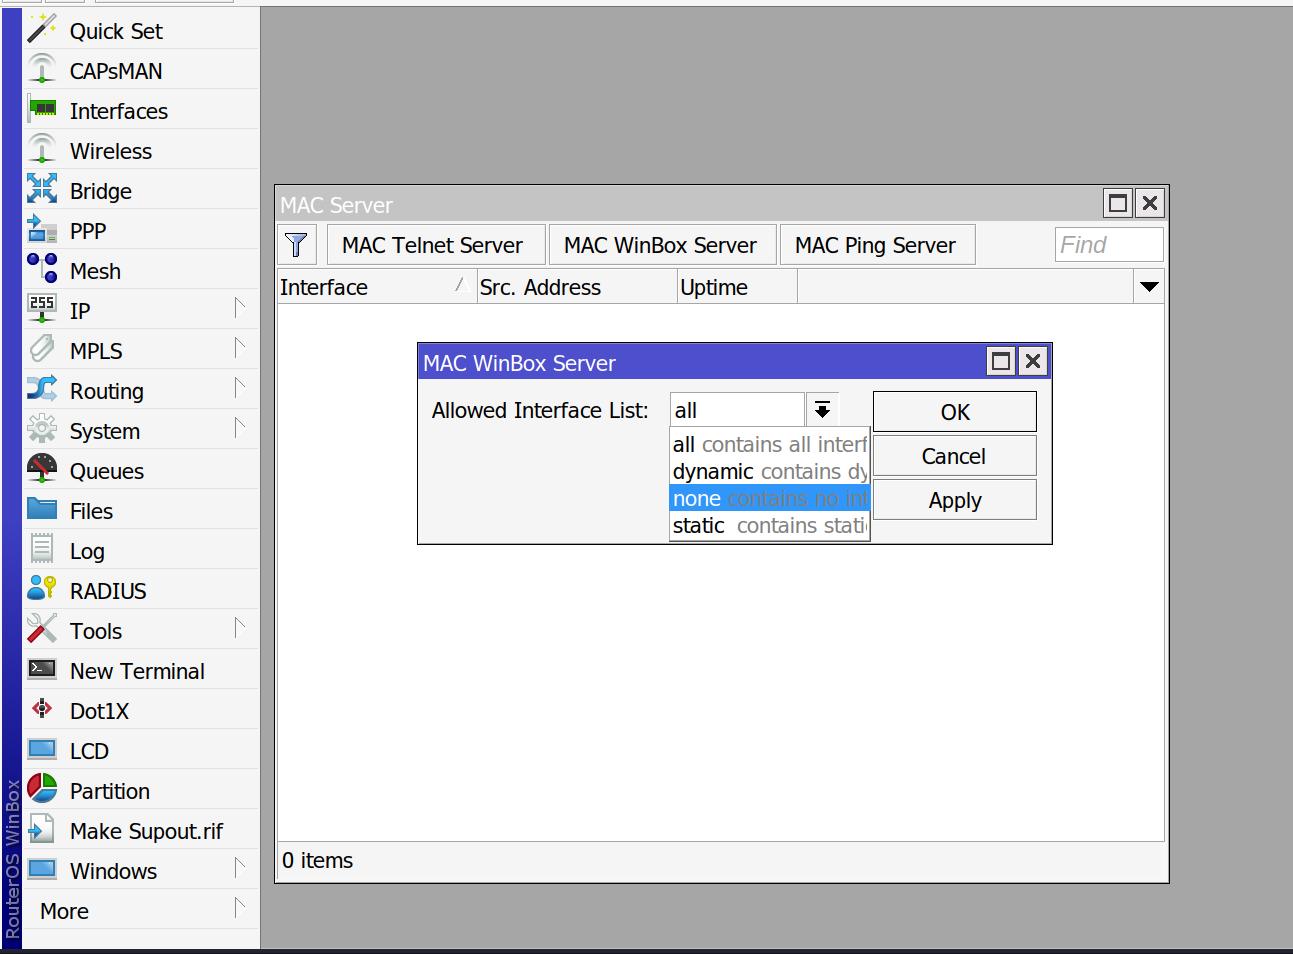 Quick Set
CAPsMAN
Interfaces
Wireless
Bridge
PPP
Mesh
255
IP
MPLS
Routing
System
Queues
Files
Log
RADIUS
Tools
New Terminal
Dot1X
LCD
Partition
Make Supout.rif
Windows
More
RouterOS WinBox
MAC Server
MAC Telnet Server MAC WinBox Server MAC Ping Server Find
Interface Src. Address Uptime
MAC WinBox Server
Allowed Interface List: all
all contains all interf
dynamic contains dy
none contains no int
static contains stati
OK
Cancel
Apply
0 items